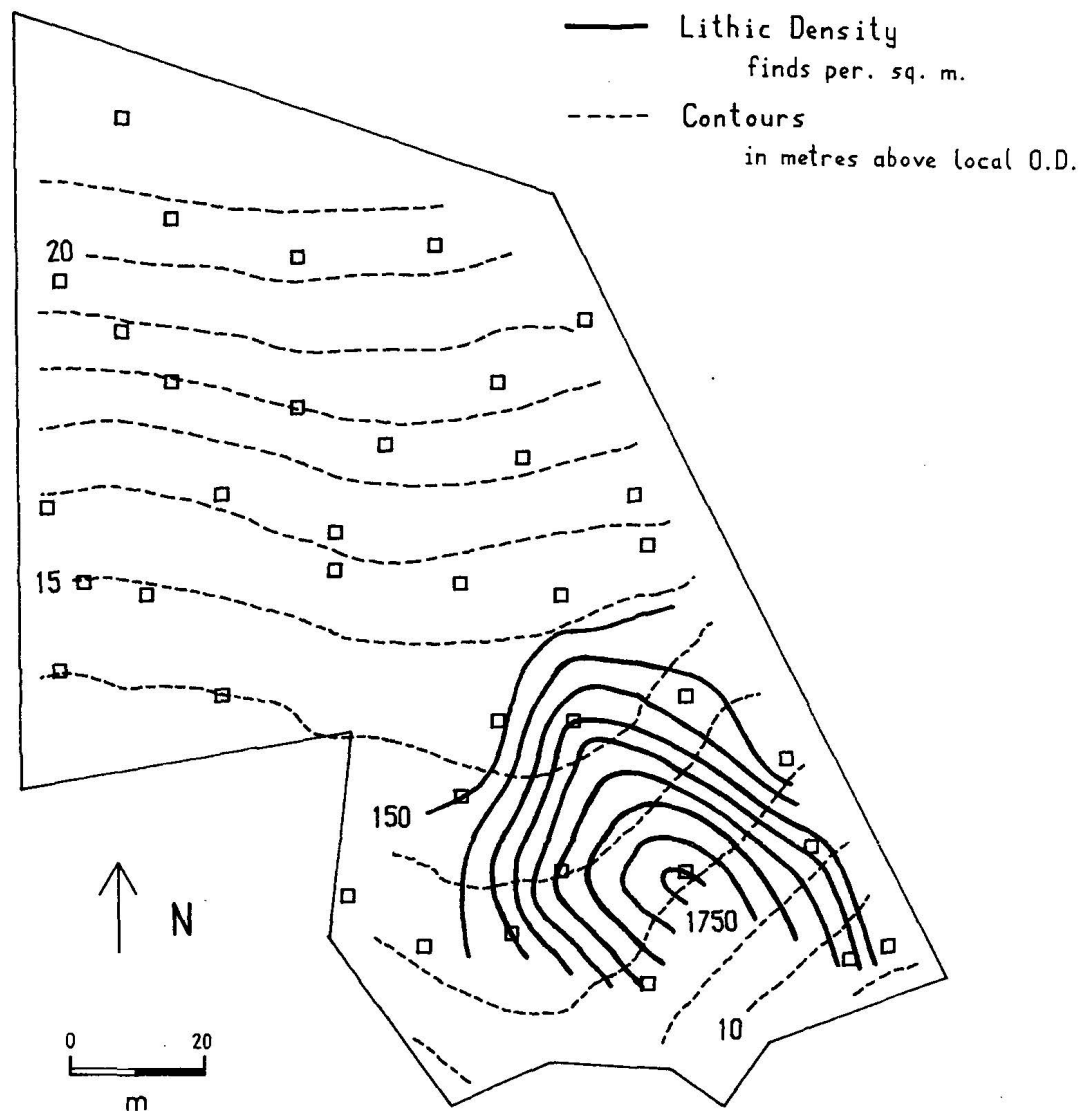 Lithic Density
finds per. sq. m.
Contours
in metres above local O.D.
20
15
150
1750
N
10
0 20
m